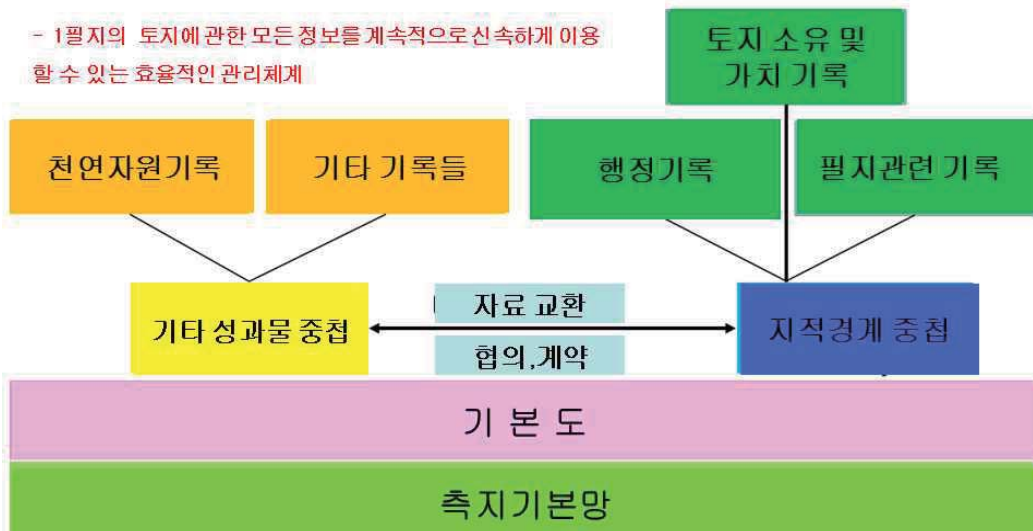 - 1필지의 토지에 관한 모든 정보를 계속적으로 신속하게 이용
할 수 있는 효율적인 관리체계
토지 소유 및
가치 기록
천연자원기록
기타 기록들
행정기록
필지관련 기록
기타 성과물 중첩
자료 교환
협의,계약
지적경계 중첩
기 본 도
측지기본망